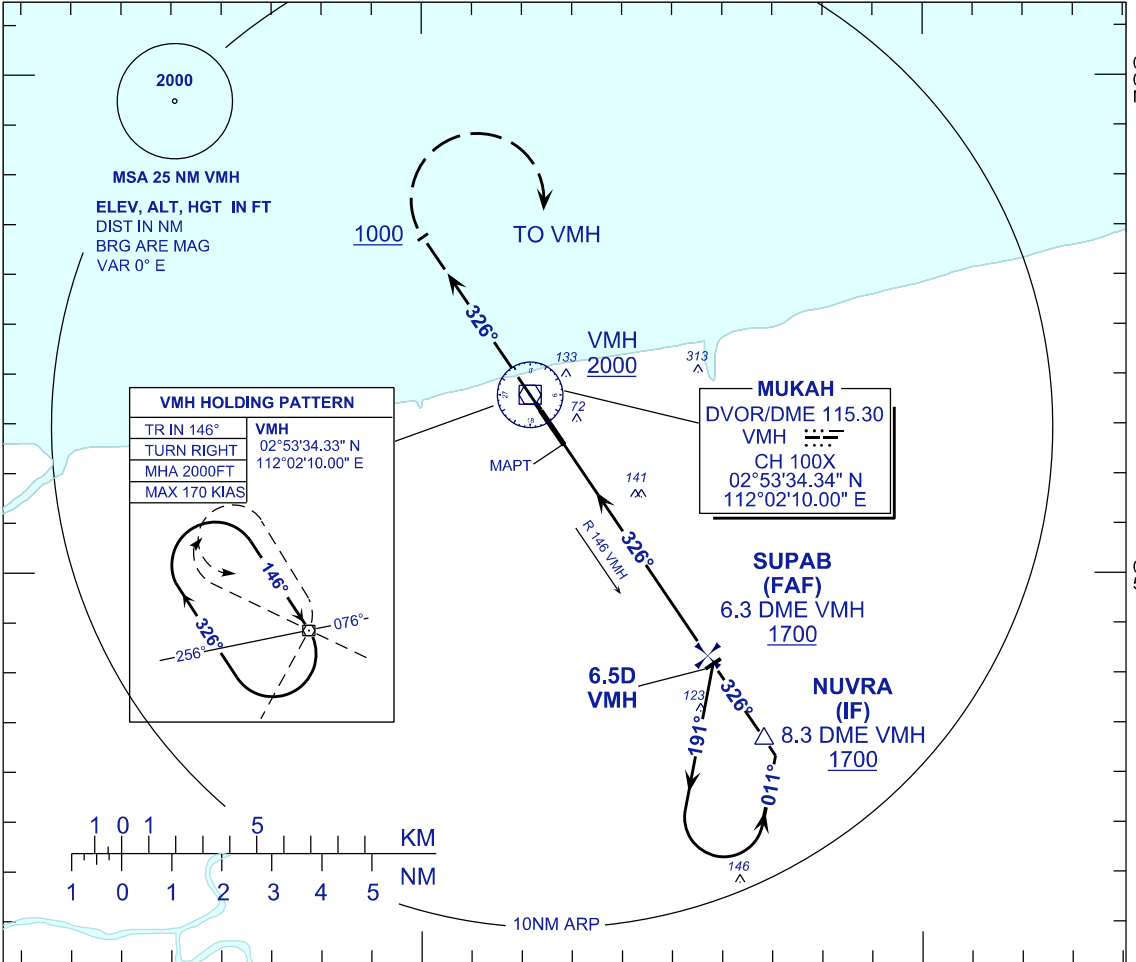 2000
MSA 25 NM VMH
ELEV, ALT, HGT IN FT
DIST IN NM
BRG ARE MAG
VAR 0° E
1000
TO VMH
326°
VMH
2000
133
313
72
0
9
18
27
MAPT
141
MUKAH
DVOR/DME 115.30
VMH
CH 100X
02°53'34.34" N
112°02'10.00" E
VMH HOLDING PATTERN
TR IN 146°
TURN RIGHT
MHA 2000FT
MAX 170 KIAS
VMH
02°53'34.33" N
112°02'10.00" E
146°
326°
076°
256°
R 146 VMH
326°
SUPAB
(FAF)
6.3 DME VMH
1700
6.5D
VMH
123
326°
191°
NUVRA
(IF)
8.3 DME VMH
1700
011°
146
1 0 1 5 KM
1 0 1 2 3 4 5 NM
10NM ARP